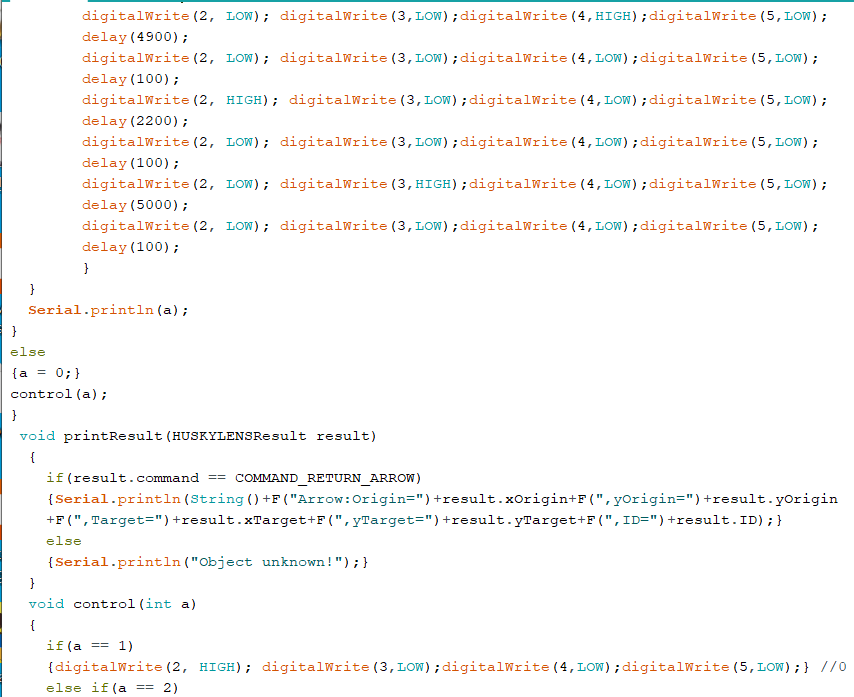 digitalWrite(2, LOW); digitalWrite(3,LOW);digitalWrite(4,HIGH);digitalWrite(5,LOW);
delay(4900);
digitalWrite(2, LOW); digitalWrite(3,LOW);digitalWrite(4,LOW);digitalWrite(5,LOW);
delay(100);
digitalWrite(2, HIGH); digitalWrite(3,LOW);digitalWrite(4,LOW);digitalWrite(5,LOW);
delay(2200);
digitalWrite(2, LOW); digitalWrite(3,LOW);digitalWrite(4,LOW);digitalWrite(5,LOW);
delay(100);
digitalWrite(2, LOW); digitalWrite(3,HIGH);digitalWrite(4,LOW);digitalWrite(5,LOW);
delay(5000);
digitalWrite(2, LOW); digitalWrite(3,LOW);digitalWrite(4,LOW);digitalWrite(5,LOW);
delay(100);
}
}
Serial.println(a);
}
else
{a = 0;}
control(a);
}
void printResult(HUSKYLENSResult result)
{
if(result.command == COMMAND_RETURN_ARROW)
{Serial.println(String()+F("Arrow:Origin=")+result.xOrigin+F(",yOrigin=")+result.yOrigin
+F(",Target=")+result.xTarget+F(",yTarget=")+result.yTarget+F(",ID=")+result.ID);}
else
{Serial.println("Object unknown!");}
}
void control(int a)
{
if(a == 1)
{digitalWrite(2, HIGH); digitalWrite(3,LOW);digitalWrite(4,LOW);digitalWrite(5,LOW);} //0
else if(a == 2)